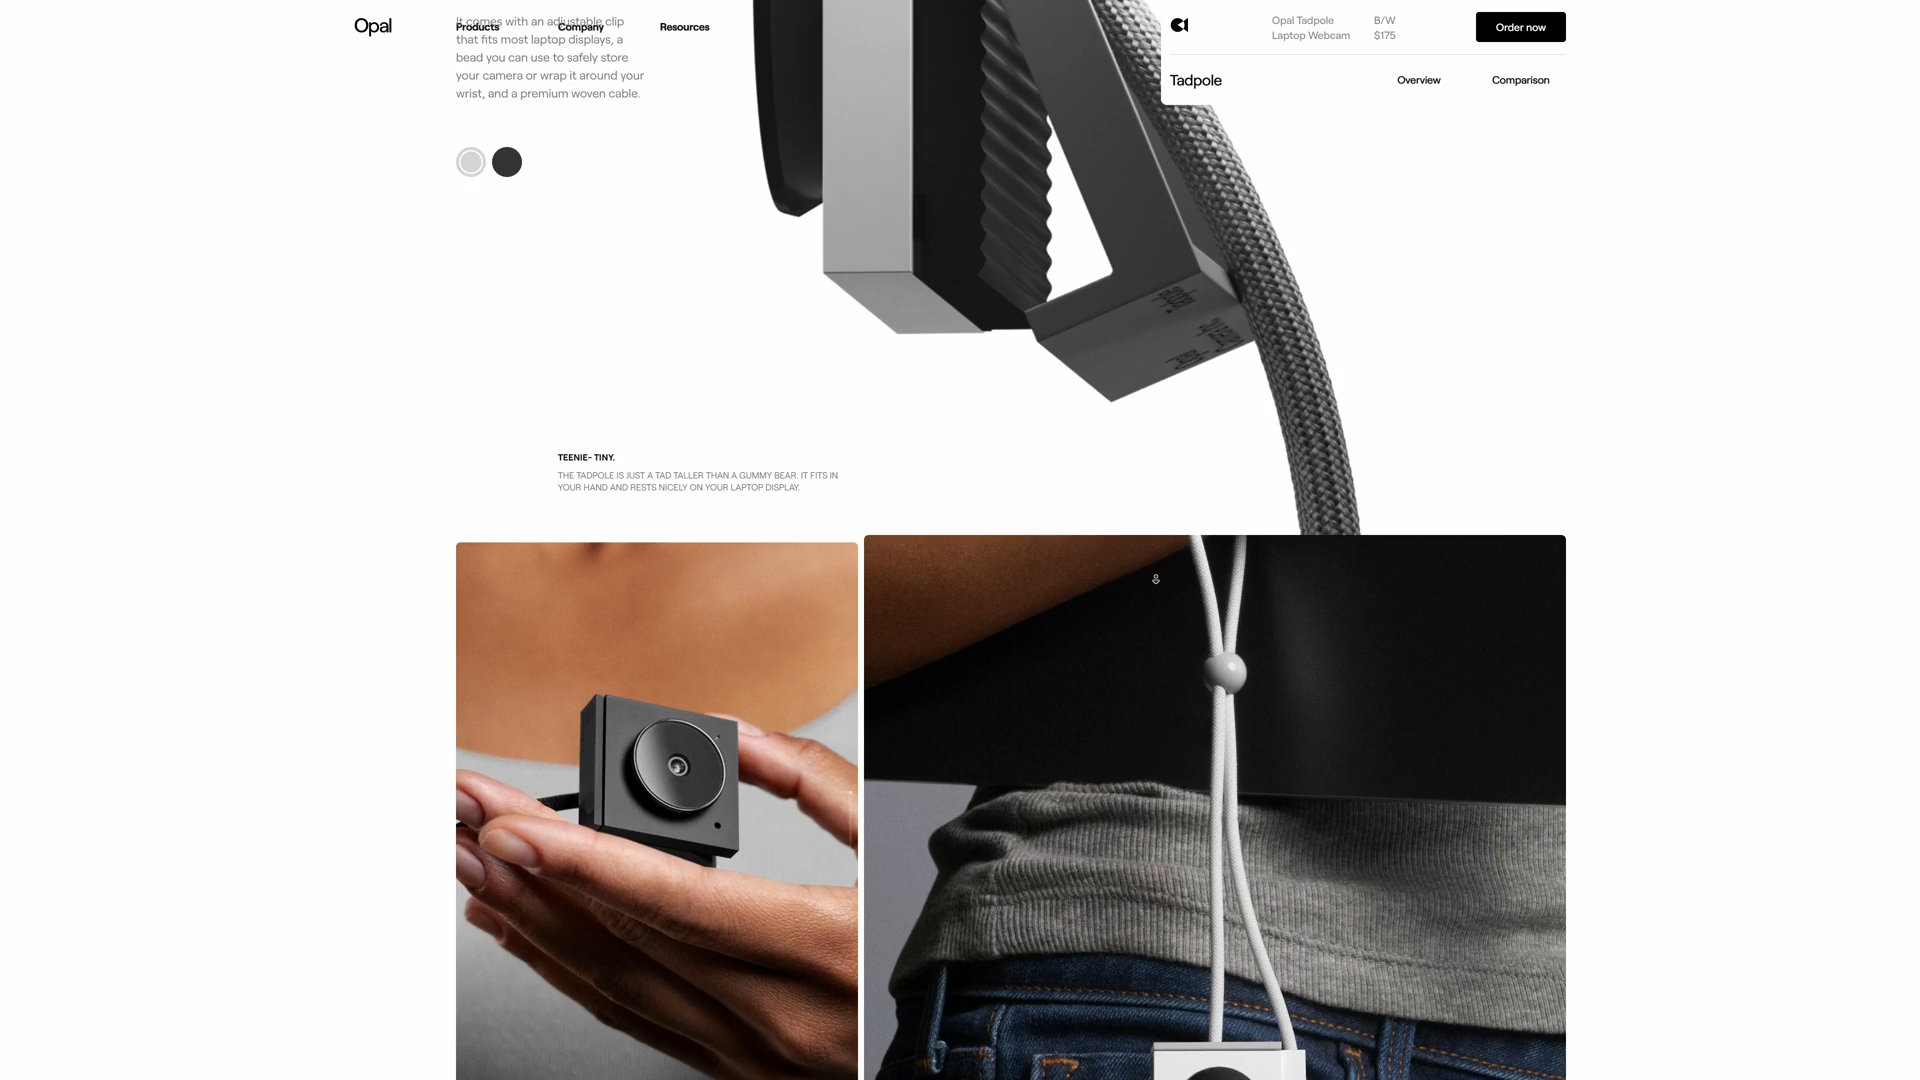 Opal
Products
Company
Resources
It comes with an adjustable clip
that fits most laptop displays, a
bead you can use to safely store
your camera or wrap it around your
wrist, and a premium woven cable.
Opal Tadpole
Laptop Webcam
B/W
$175
Order now
Tadpole
Overview
Comparison
TEENIE- TINY.
THE TADPOLE IS JUST A TAD TALLER THAN A GUMMY BEAR. IT FITS IN
YOUR HAND AND RESTS NICELY ON YOUR LAPTOP DISPLAY.